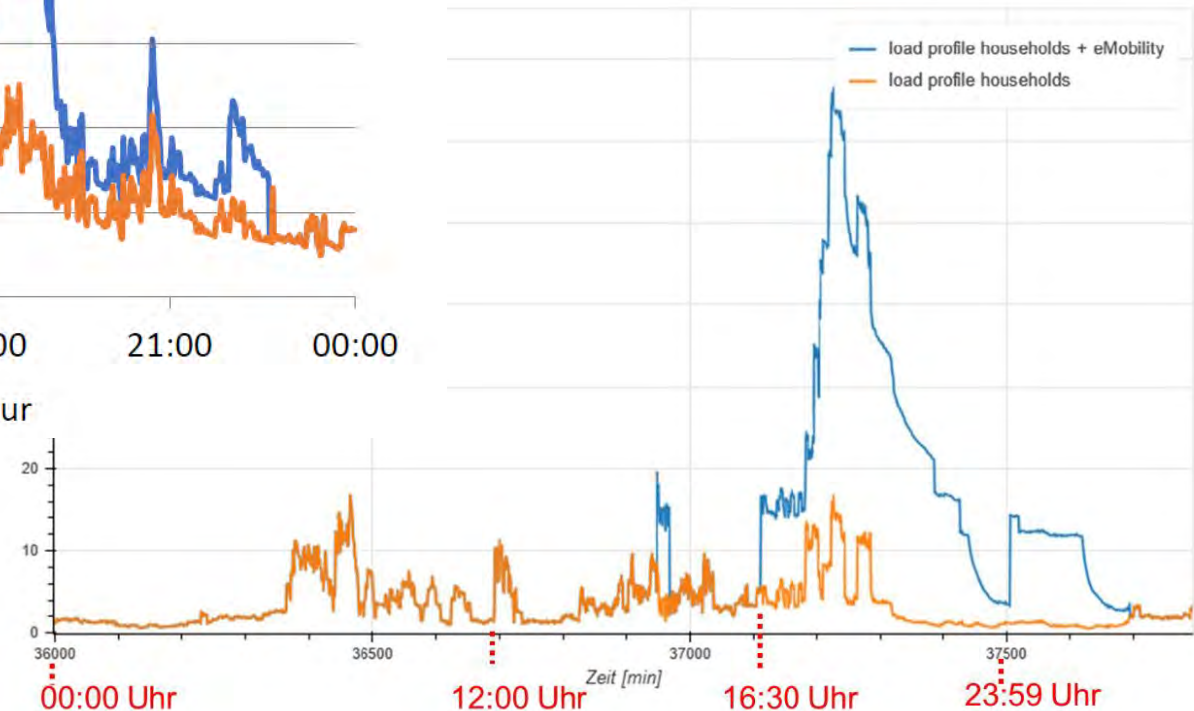 load profile households + eMobility
load profile households
00 21:00 00:00
ur
20
10
0
36000 36500 37000 37500
Zeit [min]
00:00 Uhr 12:00 Uhr 16:30 Uhr 23:59 Uhr